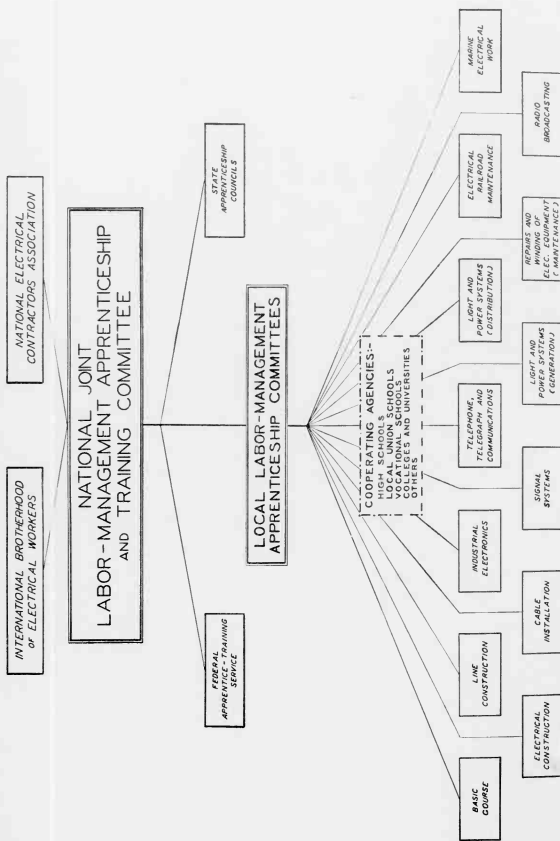 INTERNATIONAL BROTHERHOOD
OF ELECTRICAL WORKERS
NATIONAL ELECTRICAL
CONTRACTORS ASSOCIATION
NATIONAL JOINT
LABOR-MANAGEMENT APPRENTICESHIP
AND TRAINING COMMITTEE
FEDERAL
APPRENTICE-TRAINING
SERVICE
STATE
APPRENTICESHIP
COUNCILS
LOCAL LABOR-MANAGEMENT
APPRENTICESHIP COMMITTEES
COOPERATING AGENCIES:-
HIGH SCHOOLS
LOCAL UNION SCHOOLS
VOCATIONAL SCHOOLS
COLLEGES AND UNIVERSITIES
OTHERS
BASIC
COURSE
LINE
CONSTRUCTION
INDUSTRIAL
ELECTRONICS
TELEPHONE,
TELEGRAPH AND
COMMUNICATIONS
LIGHT AND
POWER SYSTEMS
(DISTRIBUTION)
ELECTRICAL
RAILROAD
MAINTENANCE
MARINE
ELECTRICAL
WORK
ELECTRICAL
CONSTRUCTION
CABLE
INSTALLATION
SIGNAL
SYSTEMS
LIGHT AND
POWER SYSTEMS
(GENERATION)
REPAIRS AND
WINDING OF
ELEC. EQUIPMENT
(MAINTENANCE)
RADIO
BROADCASTING